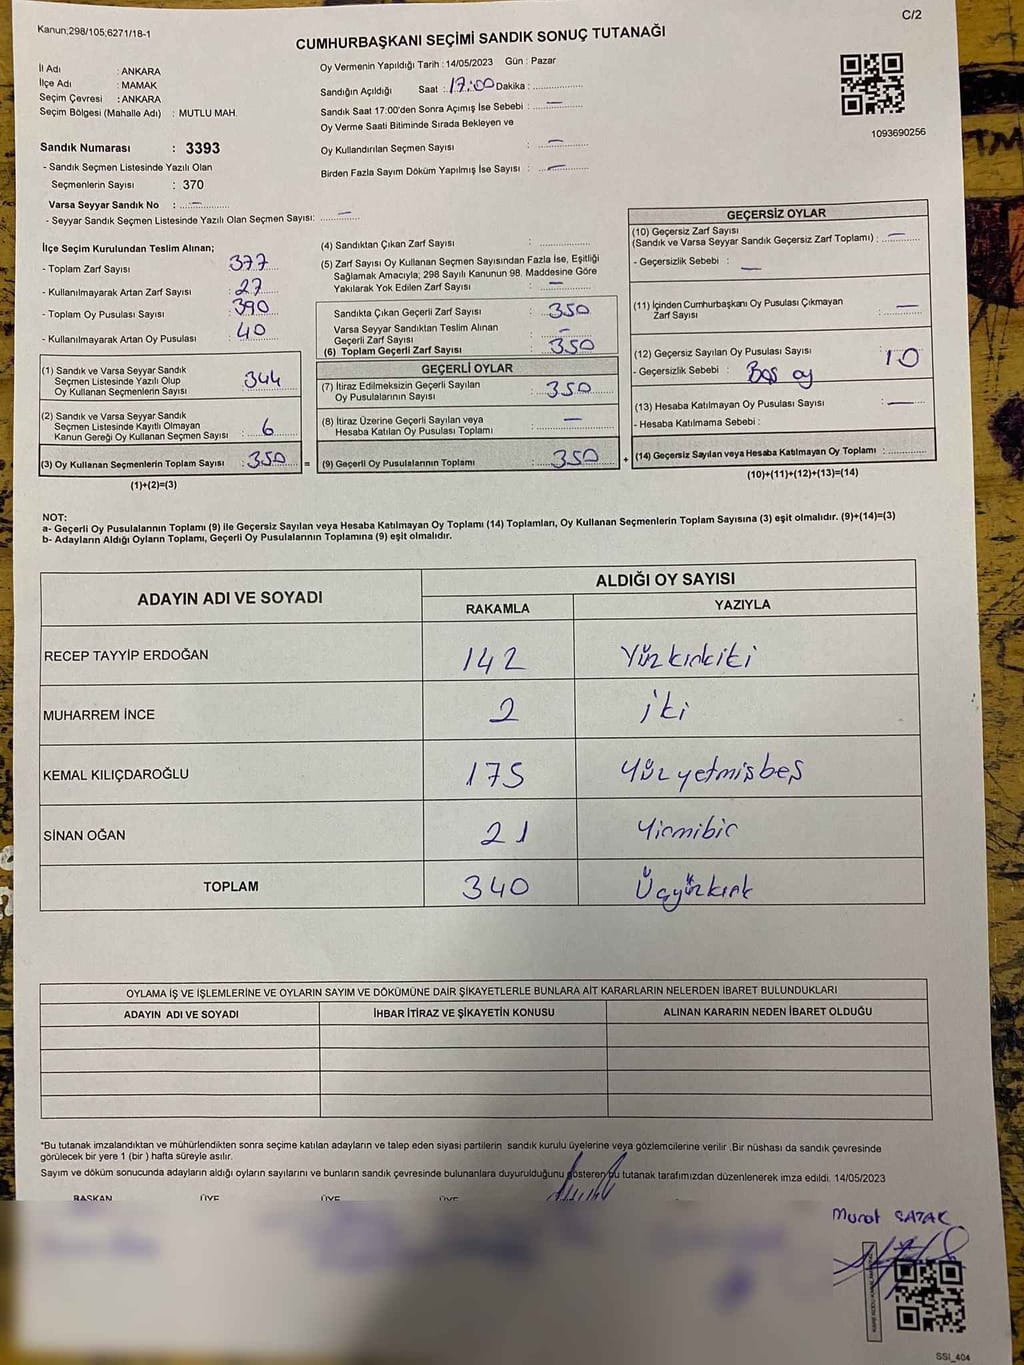 Kanun;298/105;6271/18-1
C/2
CUMHURBAŞKANI SEÇİMİ SANDIK SONUÇ TUTANAĞI
İl Adı : ANKARA
İlçe Adı : MAMAK
Seçim Çevresi : ANKARA
Seçim Bölgesi (Mahalle Adı) : MUTLU MAH.
Sandık Numarası : 3393
- Sandık Seçmen Listesinde Yazılı Olan
Seçmenlerin Sayısı : 370
Varsa Seyyar Sandık No : —
- Seyyar Sandık Seçmen Listesinde Yazılı Olan Seçmen Sayısı: —
Oy Vermenin Yapıldığı Tarih : 14/05/2023 Gün : Pazar
Sandığın Açıldığı Saat : 17:00 Dakika :
Sandık Saat 17:00'den Sonra Açımış İse Sebebi : —
Oy Verme Saati Bitiminde Sırada Bekleyen ve
Oy Kullandırılan Seçmen Sayısı : —
Birden Fazla Sayım Döküm Yapılmış İse Sayısı : —
1093690256
İlçe Seçim Kurulundan Teslim Alınan;
- Toplam Zarf Sayısı : 377
- Kullanılmayarak Artan Zarf Sayısı : 27
- Toplam Oy Pusulası Sayısı : 390
- Kullanılmayarak Artan Oy Pusulası : 40
(1) Sandık ve Varsa Seyyar Sandık
Seçmen Listesinde Yazılı Olup
Oy Kullanan Seçmenlerin Sayısı : 344
(2) Sandık ve Varsa Seyyar Sandık
Seçmen Listesinde Kayıtlı Olmayan
Kanun Gereği Oy Kullanan Seçmen Sayısı : 6
(3) Oy Kullanan Seçmenlerin Toplam Sayısı : 350 =
(1)+(2)=(3)
(4) Sandıktan Çıkan Zarf Sayısı :
(5) Zarf Sayısı Oy Kullanan Seçmen Sayısından Fazla İse, Eşitliği
Sağlamak Amacıyla; 298 Sayılı Kanunun 98. Maddesine Göre
Yakılarak Yok Edilen Zarf Sayısı : —
Sandıkta Çıkan Geçerli Zarf Sayısı : 350
Varsa Seyyar Sandıktan Teslim Alınan
Geçerli Zarf Sayısı : —
(6) Toplam Geçerli Zarf Sayısı : 350
GEÇERLİ OYLAR
(7) İtiraz Edilmeksizin Geçerli Sayılan
Oy Pusulalarının Sayısı : 350
(8) İtiraz Üzerine Geçerli Sayılan veya
Hesaba Katılan Oy Pusulası Toplamı : —
(9) Geçerli Oy Pusulalarının Toplamı : 350 +
GEÇERSİZ OYLAR
(10) Geçersiz Zarf Sayısı
(Sandık ve Varsa Seyyar Sandık Geçersiz Zarf Toplamı) : —
- Geçersizlik Sebebi : —
(11) İçinden Cumhurbaşkanı Oy Pusulası Çıkmayan
Zarf Sayısı : —
(12) Geçersiz Sayılan Oy Pusulası Sayısı : 10
- Geçersizlik Sebebi : Boş oy
(13) Hesaba Katılmayan Oy Pusulası Sayısı : —
- Hesaba Katılmama Sebebi :
(14) Geçersiz Sayılan veya Hesaba Katılmayan Oy Toplamı :
(10)+(11)+(12)+(13)=(14)
NOT:
a- Geçerli Oy Pusulalarının Toplamı (9) ile Geçersiz Sayılan veya Hesaba Katılmayan Oy Toplamı (14) Toplamları, Oy Kullanan Seçmenlerin Toplam Sayısına (3) eşit olmalıdır. (9)+(14)=(3)
b- Adayların Aldığı Oyların Toplamı, Geçerli Oy Pusulalarının Toplamına (9) eşit olmalıdır.
ADAYIN ADI VE SOYADI
ALDIĞI OY SAYISI
RAKAMLA YAZIYLA
RECEP TAYYİP ERDOĞAN 142 Yüzkırkiki
MUHARREM İNCE 2 iki
KEMAL KILIÇDAROĞLU 175 Yüzyetmişbeş
SİNAN OĞAN 21 Yirmibir
TOPLAM 340 Üçyüzkırk
OYLAMA İŞ VE İŞLEMLERİNE VE OYLARIN SAYIM VE DÖKÜMÜNE DAİR ŞİKAYETLERLE BUNLARA AİT KARARLARIN NELERDEN İBARET BULUNDUKLARI
ADAYIN ADI VE SOYADI İHBAR İTİRAZ VE ŞİKAYETİN KONUSU ALINAN KARARIN NEDEN İBARET OLDUĞU
*Bu tutanak imzalandıktan ve mühürlendikten sonra seçime katılan adayların ve talep eden siyasi partilerin sandık kurulu üyelerine veya gözlemcilerine verilir .Bir nüshası da sandık çevresinde
görülecek bir yere 1 (bir ) hafta süreyle asılır.
Sayım ve döküm sonucunda adayların aldığı oyların sayılarını ve bunların sandık çevresinde bulunanlara duyurulduğunu gösteren bu tutanak tarafımızdan düzenlenerek imza edildi. 14/05/2023
BAŞKAN ÜYE ÜYE ÜYE
Murat
SSI_404